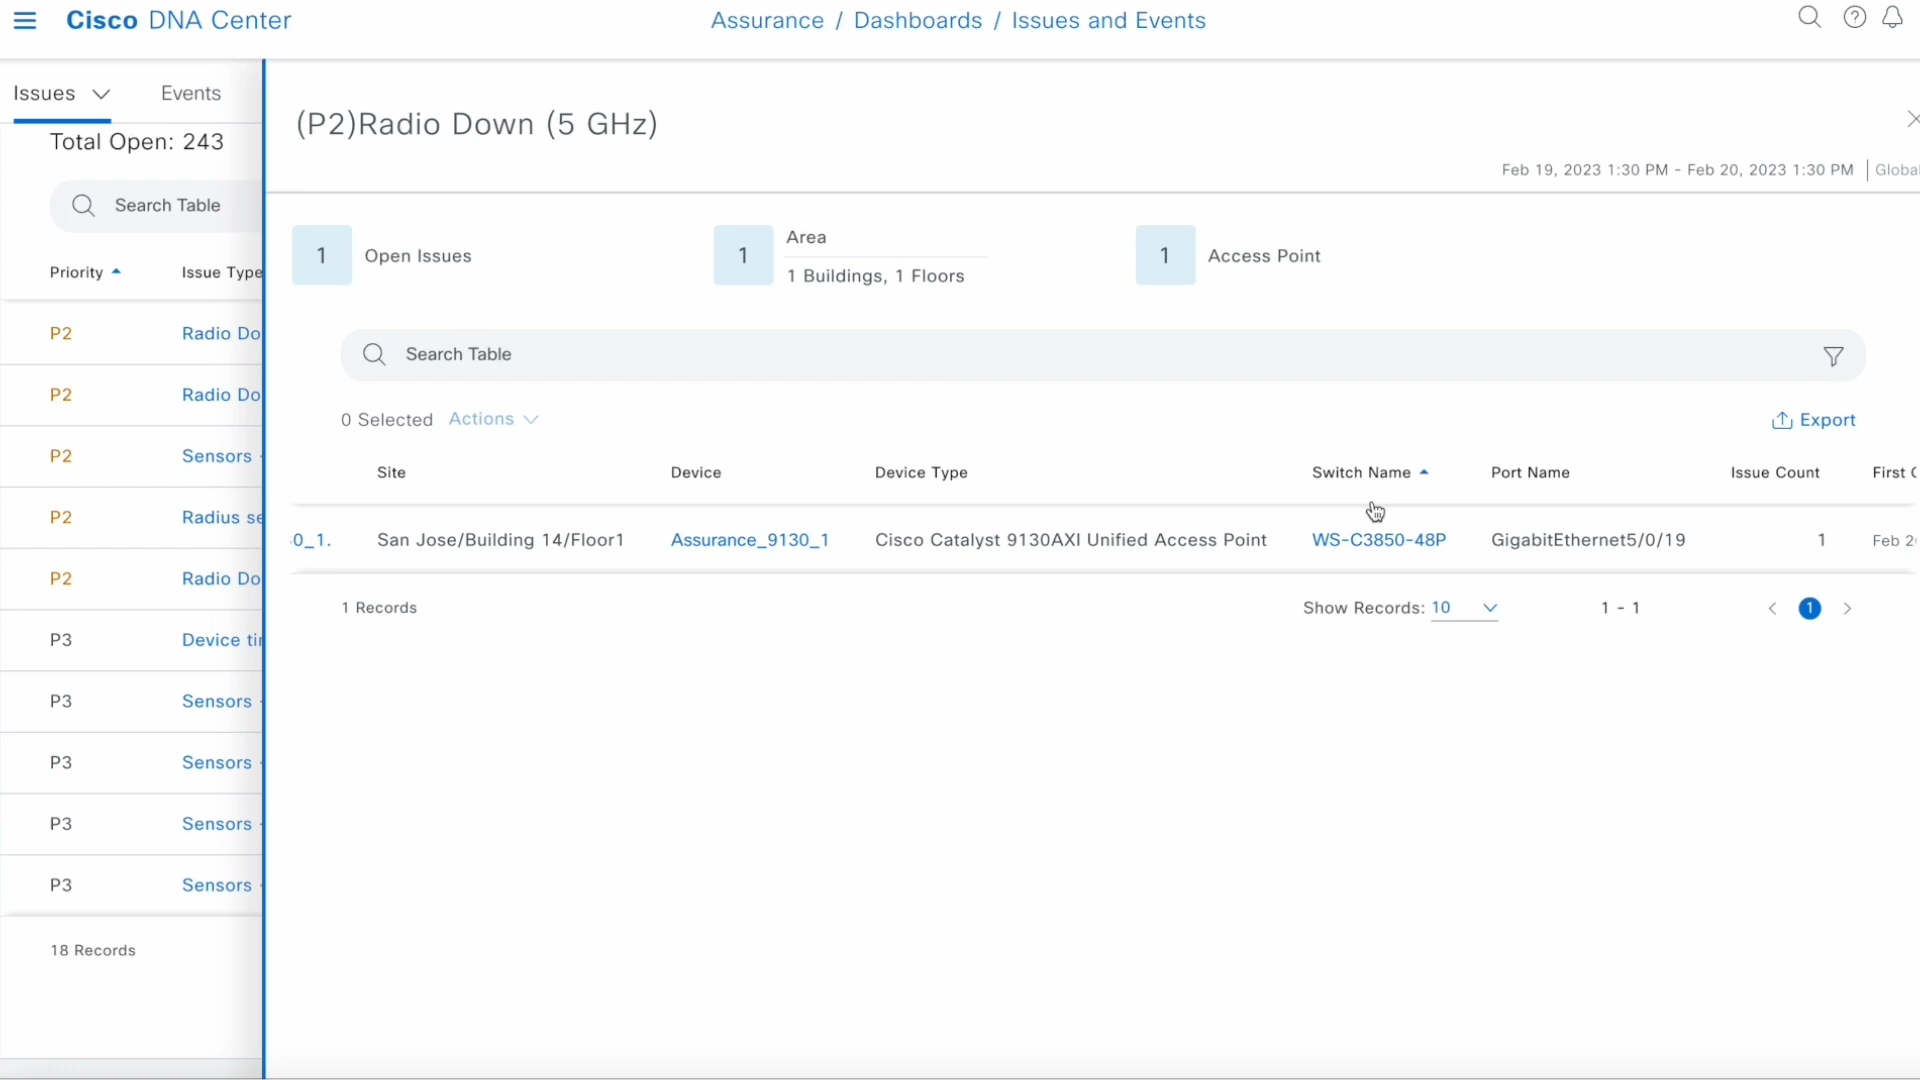 Cisco DNA Center
Assurance / Dashboards / Issues and Events
Issues
Events
Total Open: 243
Search Table
Priority
Issue Type
P2
Radio Do
P2
Radio Do
P2
Sensors -
P2
Radius se
P2
Radio Do
P3
Device tir
P3
Sensors -
P3
Sensors -
P3
Sensors -
P3
Sensors -
18 Records
(P2)Radio Down (5 GHz)
Feb 19, 2023 1:30 PM - Feb 20, 2023 1:30 PM
Global
1
Open Issues
1
Area
1 Buildings, 1 Floors
1
Access Point
Search Table
0 Selected
Actions
Export
Site
Device
Device Type
Switch Name
Port Name
Issue Count
First
0_1.
San Jose/Building 14/Floor1
Assurance_9130_1
Cisco Catalyst 9130AXI Unified Access Point
WS-C3850-48P
GigabitEthernet5/0/19
1
Feb 2
1 Records
Show Records: 10
1 - 1
1